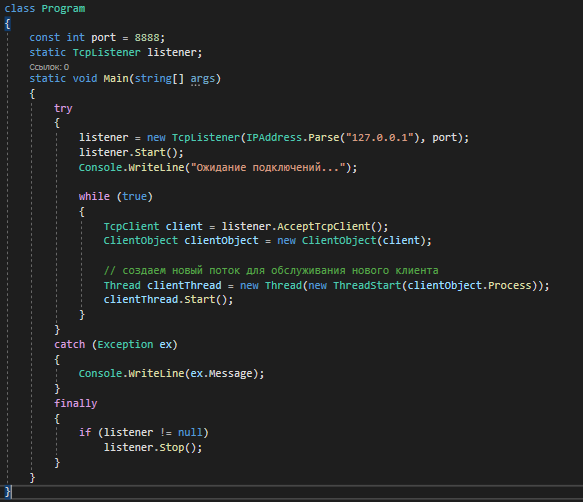 class Program
{
const int port = 8888;
static TcpListener listener;
Ссылок: 0
static void Main(string[] args)
{
try
{
listener = new TcpListener(IPAddress.Parse("127.0.0.1"), port);
listener.Start();
Console.WriteLine("Ожидание подключений...");
while (true)
{
TcpClient client = listener.AcceptTcpClient();
ClientObject clientObject = new ClientObject(client);
// создаем новый поток для обслуживания нового клиента
Thread clientThread = new Thread(new ThreadStart(clientObject.Process));
clientThread.Start();
}
}
catch (Exception ex)
{
Console.WriteLine(ex.Message);
}
finally
{
if (listener != null)
listener.Stop();
}
}
}